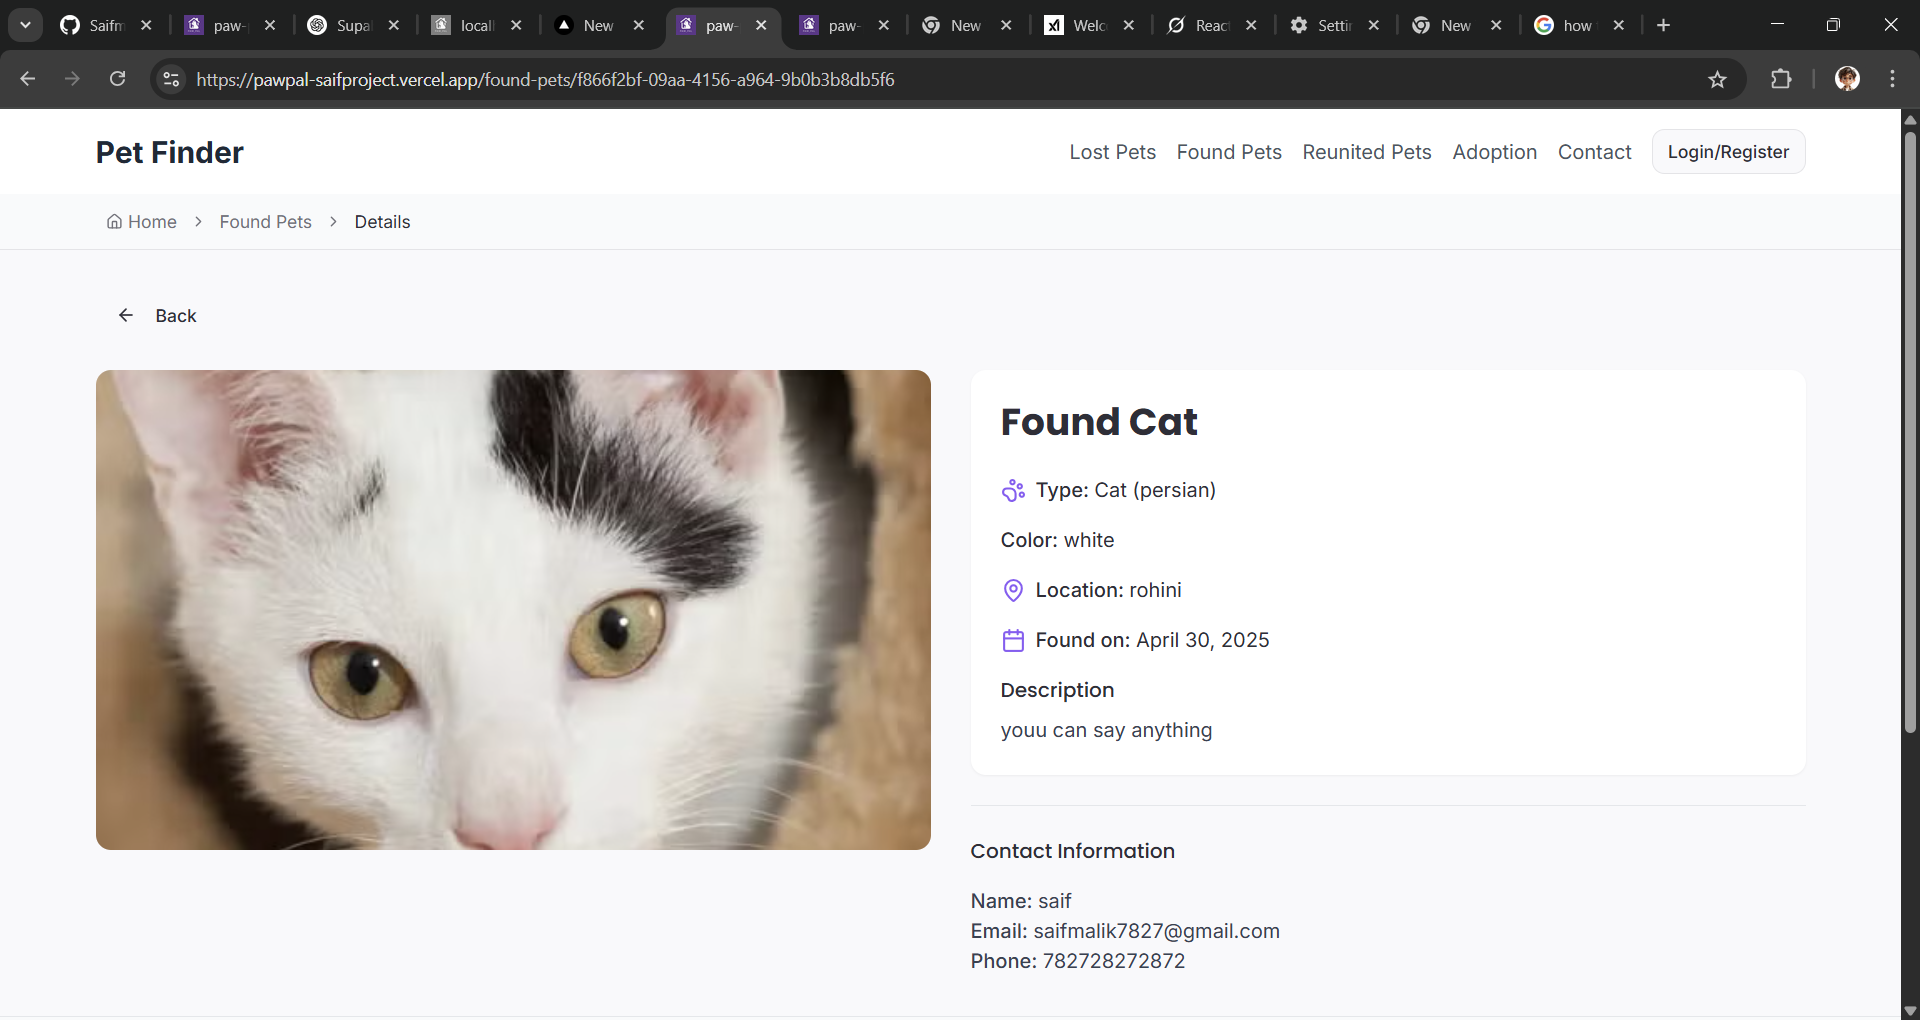 Saifm
paw-
Supa
locall
New
paw-
paw-
New
Welc
React
Settin
New
how
https://pawpal-saifproject.vercel.app/found-pets/f866f2bf-09aa-4156-a964-9b0b3b8db5f6
Pet Finder
Lost Pets Found Pets Reunited Pets Adoption Contact Login/Register
Home > Found Pets > Details
Back
Found Cat
Type: Cat (persian)
Color: white
Location: rohini
Found on: April 30, 2025
Description
youu can say anything
Contact Information
Name: saif
Email: saifmalik7827@gmail.com
Phone: 782728272872